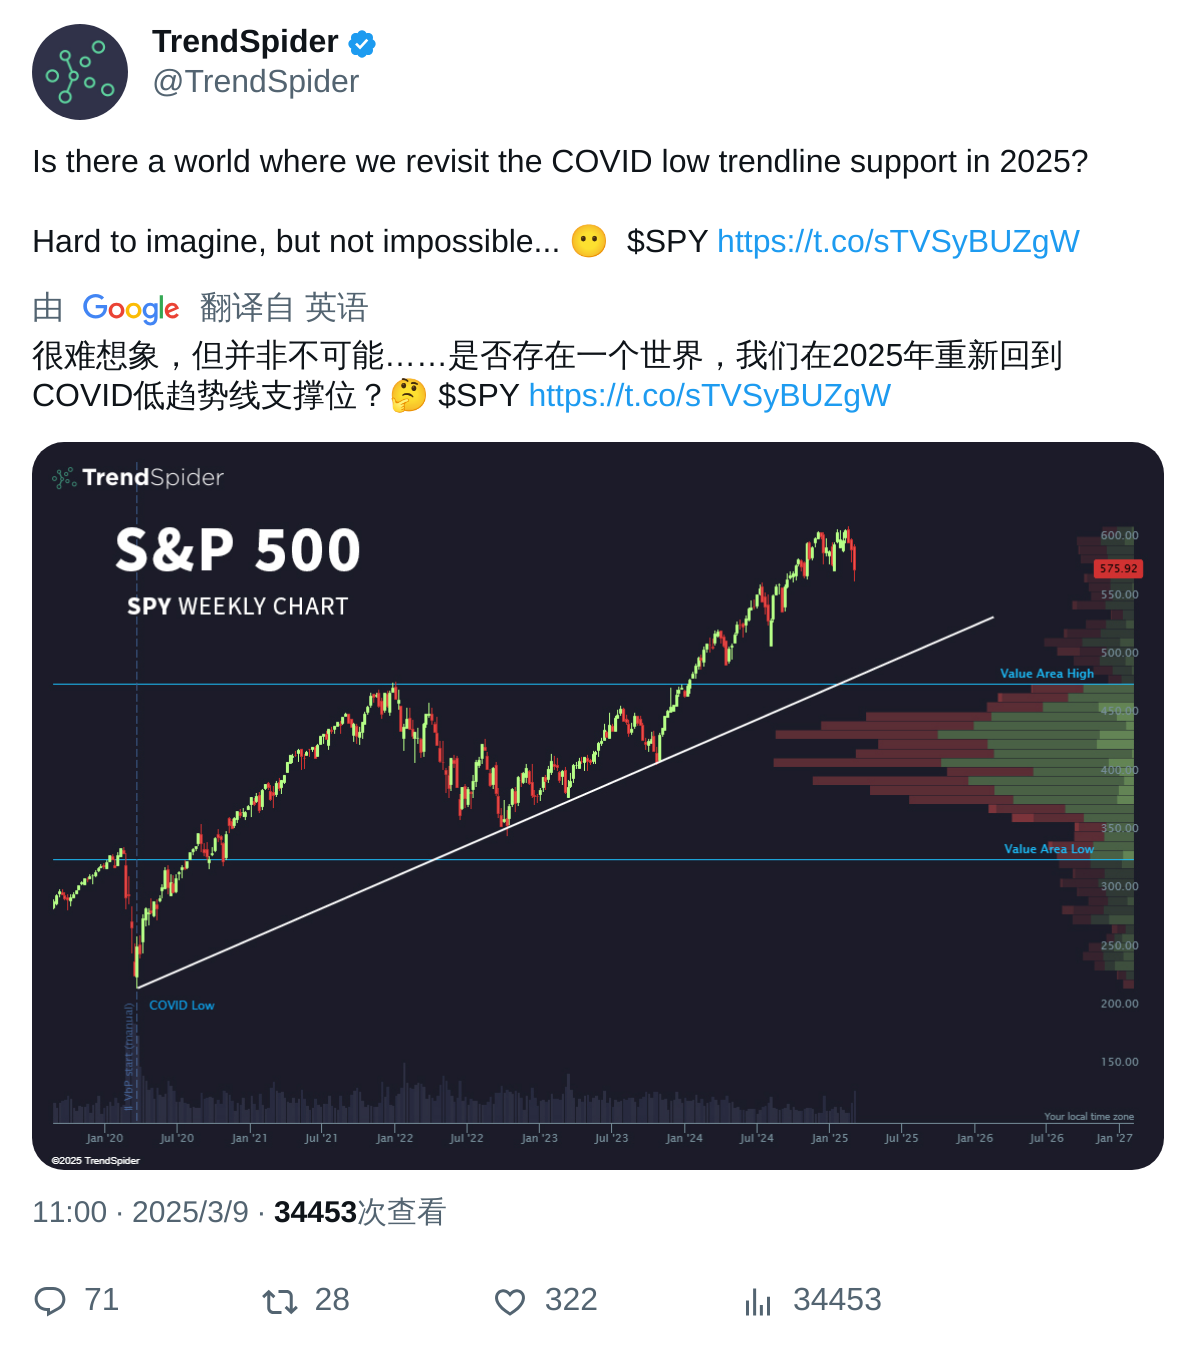 TrendSpider
@TrendSpider
Is there a world where we revisit the COVID low trendline support in 2025?
Hard to imagine, but not impossible... 😶 $SPY https://t.co/sTVSyBUZgW
由 Google 翻译自 英语
很难想象，但并非不可能……是否存在一个世界，我们在2025年重新回到
COVID低趋势线支撑位？🤔 $SPY https://t.co/sTVSyBUZgW
TrendSpider
S&P 500
SPY WEEKLY CHART
600.00
575.92
550.00
500.00
Value Area High
450.00
400.00
350.00
Value Area Low
300.00
250.00
200.00
COVID Low
VbP start (manual)
150.00
Your local time zone
Jan '20 Jul '20 Jan '21 Jul '21 Jan '22 Jul '22 Jan '23 Jul '23 Jan '24 Jul '24 Jan '25 Jul '25 Jan '26 Jul '26 Jan '27
©2025 TrendSpider
11:00 · 2025/3/9 · 34453次查看
71 28 322 34453